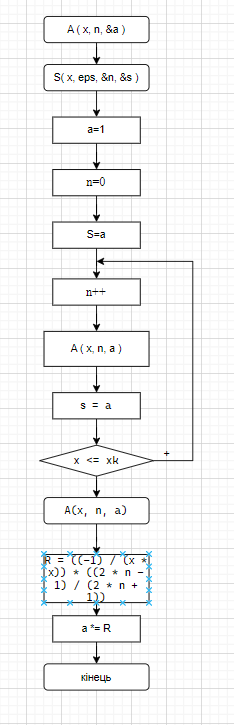 A ( x, n, &a )
S( x, eps, &n, &s )
a=1
n=0
S=a
n++
A ( x, n, a )
s = a
x <= xk
+
A(x, n, a)
R = ((-1) / (x *
x)) * ((2 * n -
1) / (2 * n +
1))
a *= R
кінець